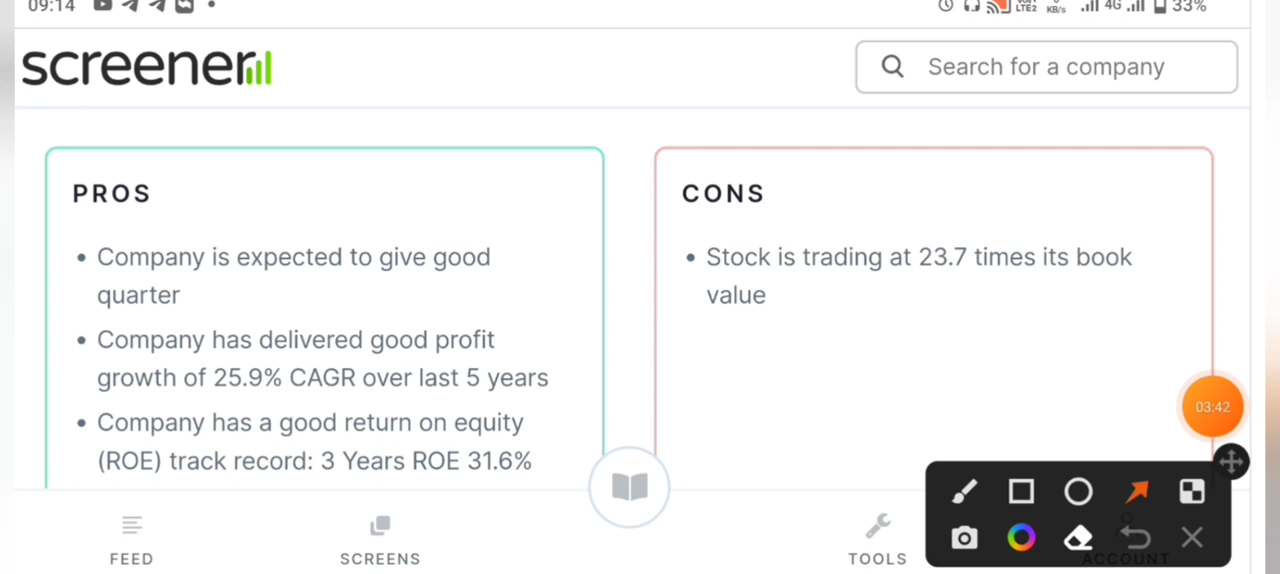 09:14
LTE2 KB/s 4G 33%
screener
Search for a company
PROS
• Company is expected to give good
quarter
• Company has delivered good profit
growth of 25.9% CAGR over last 5 years
• Company has a good return on equity
(ROE) track record: 3 Years ROE 31.6%
CONS
• Stock is trading at 23.7 times its book
value
03:42
FEED
SCREENS
TOOLS
ACCOUNT